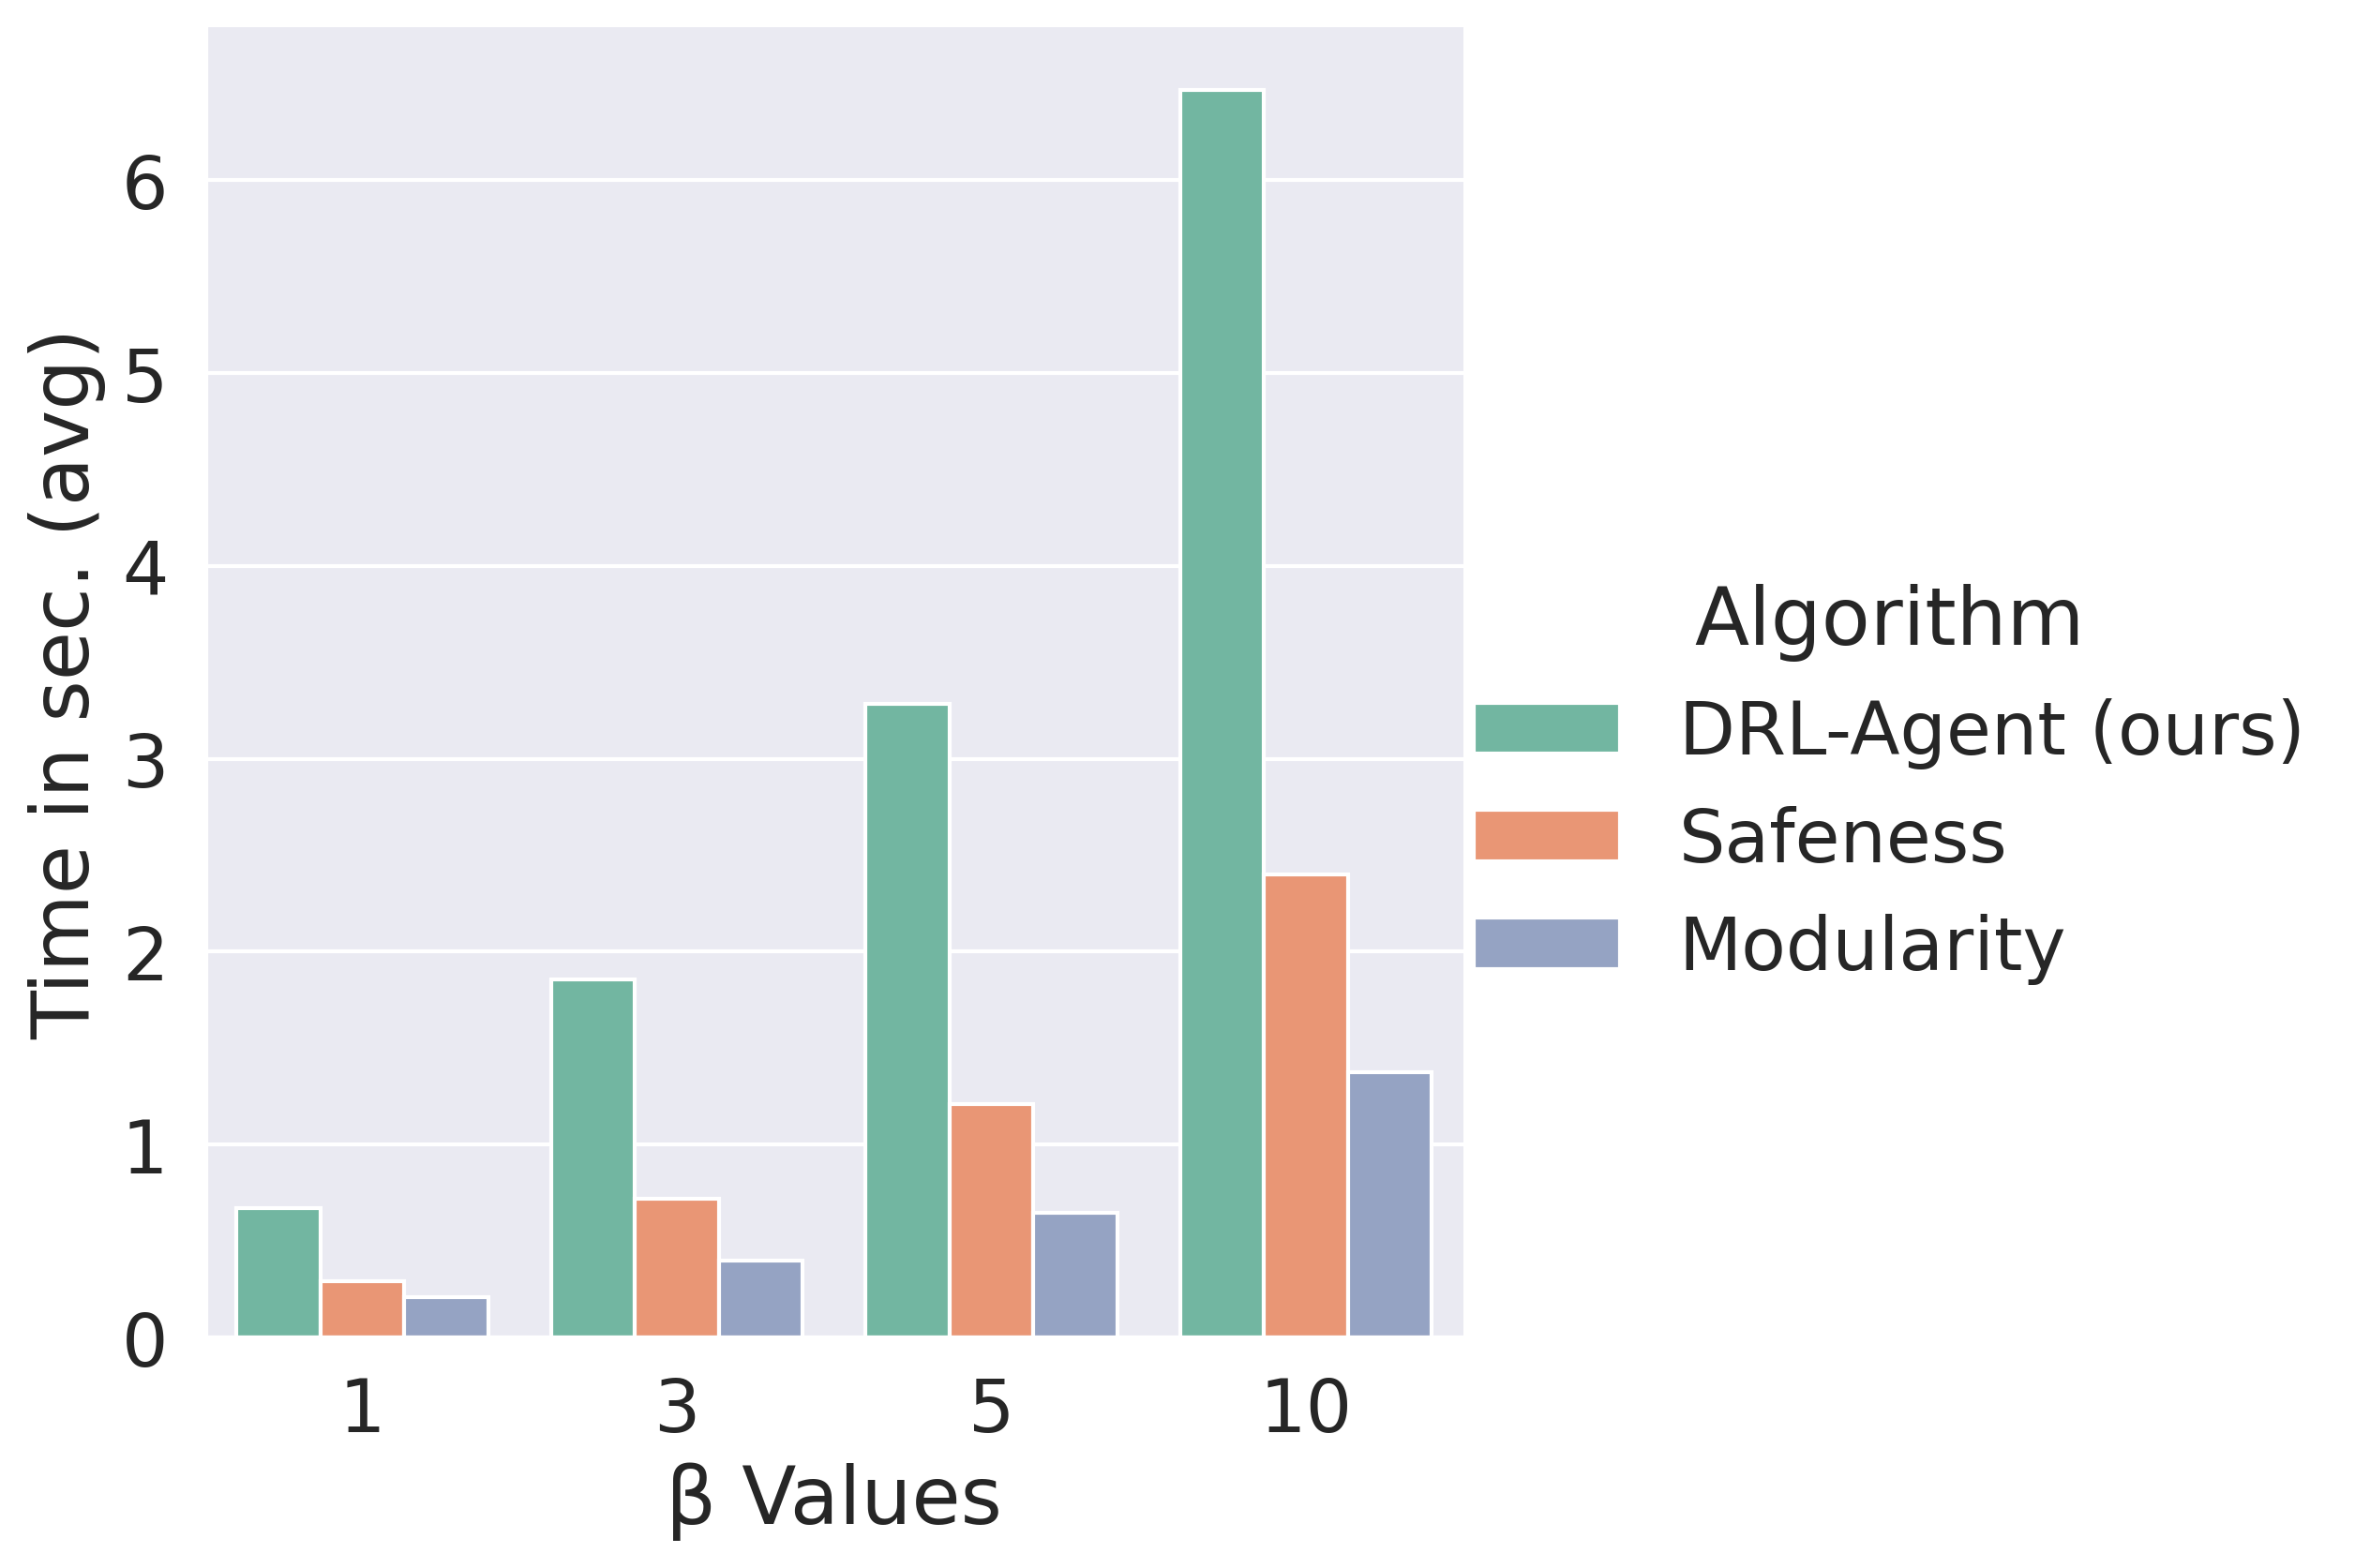 Time in sec. (avg)
6
5
4
3
2
1
0
1 3 5 10
β Values
Algorithm
DRL-Agent (ours)
Safeness
Modularity